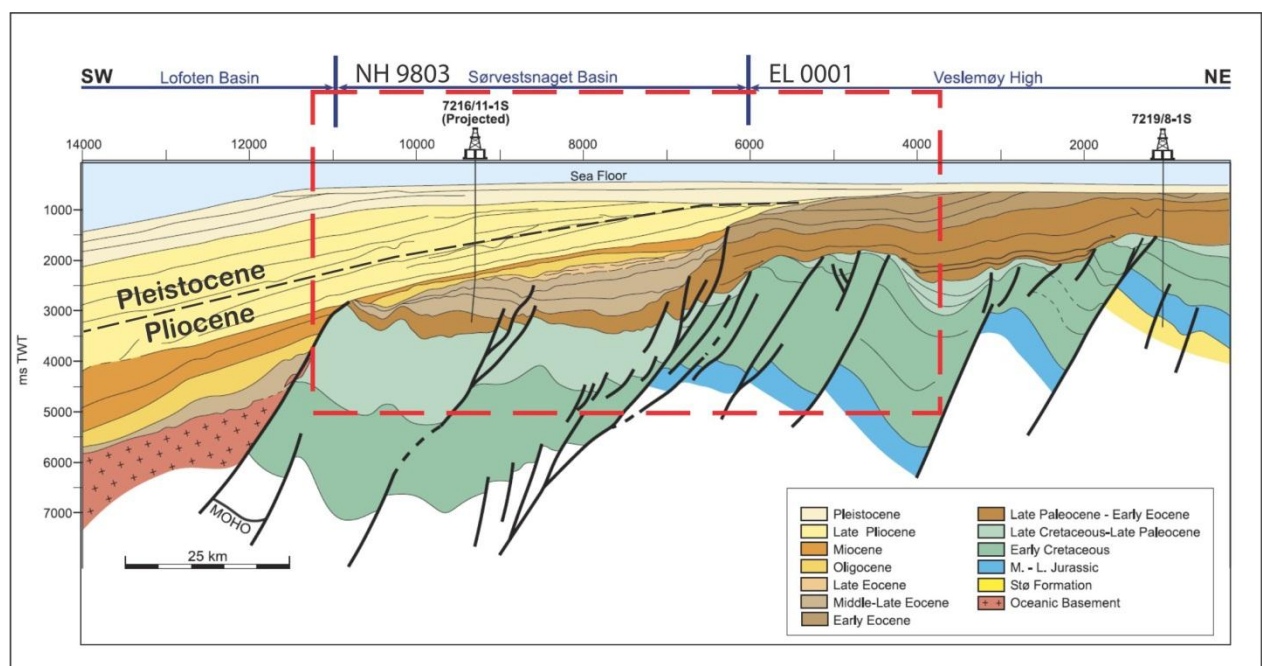 NH 9803
EL 0001
SW
Lofoten Basin
Sørvestsnaget Basin
Veslemøy High
NE
7216/11-1S
(Projected)
7219/8-1S
14000
12000
10000
8000
6000
4000
2000
Sea Floor
1000
2000
3000
4000
5000
6000
7000
ms TWT
Pleistocene
Pliocene
MOHO
25 km
Pleistocene
Late Pliocene
Miocene
Oligocene
Late Eocene
Middle-Late Eocene
Early Eocene
Late Paleocene - Early Eocene
Late Cretaceous-Late Paleocene
Early Cretaceous
M. - L. Jurassic
Stø Formation
Oceanic Basement